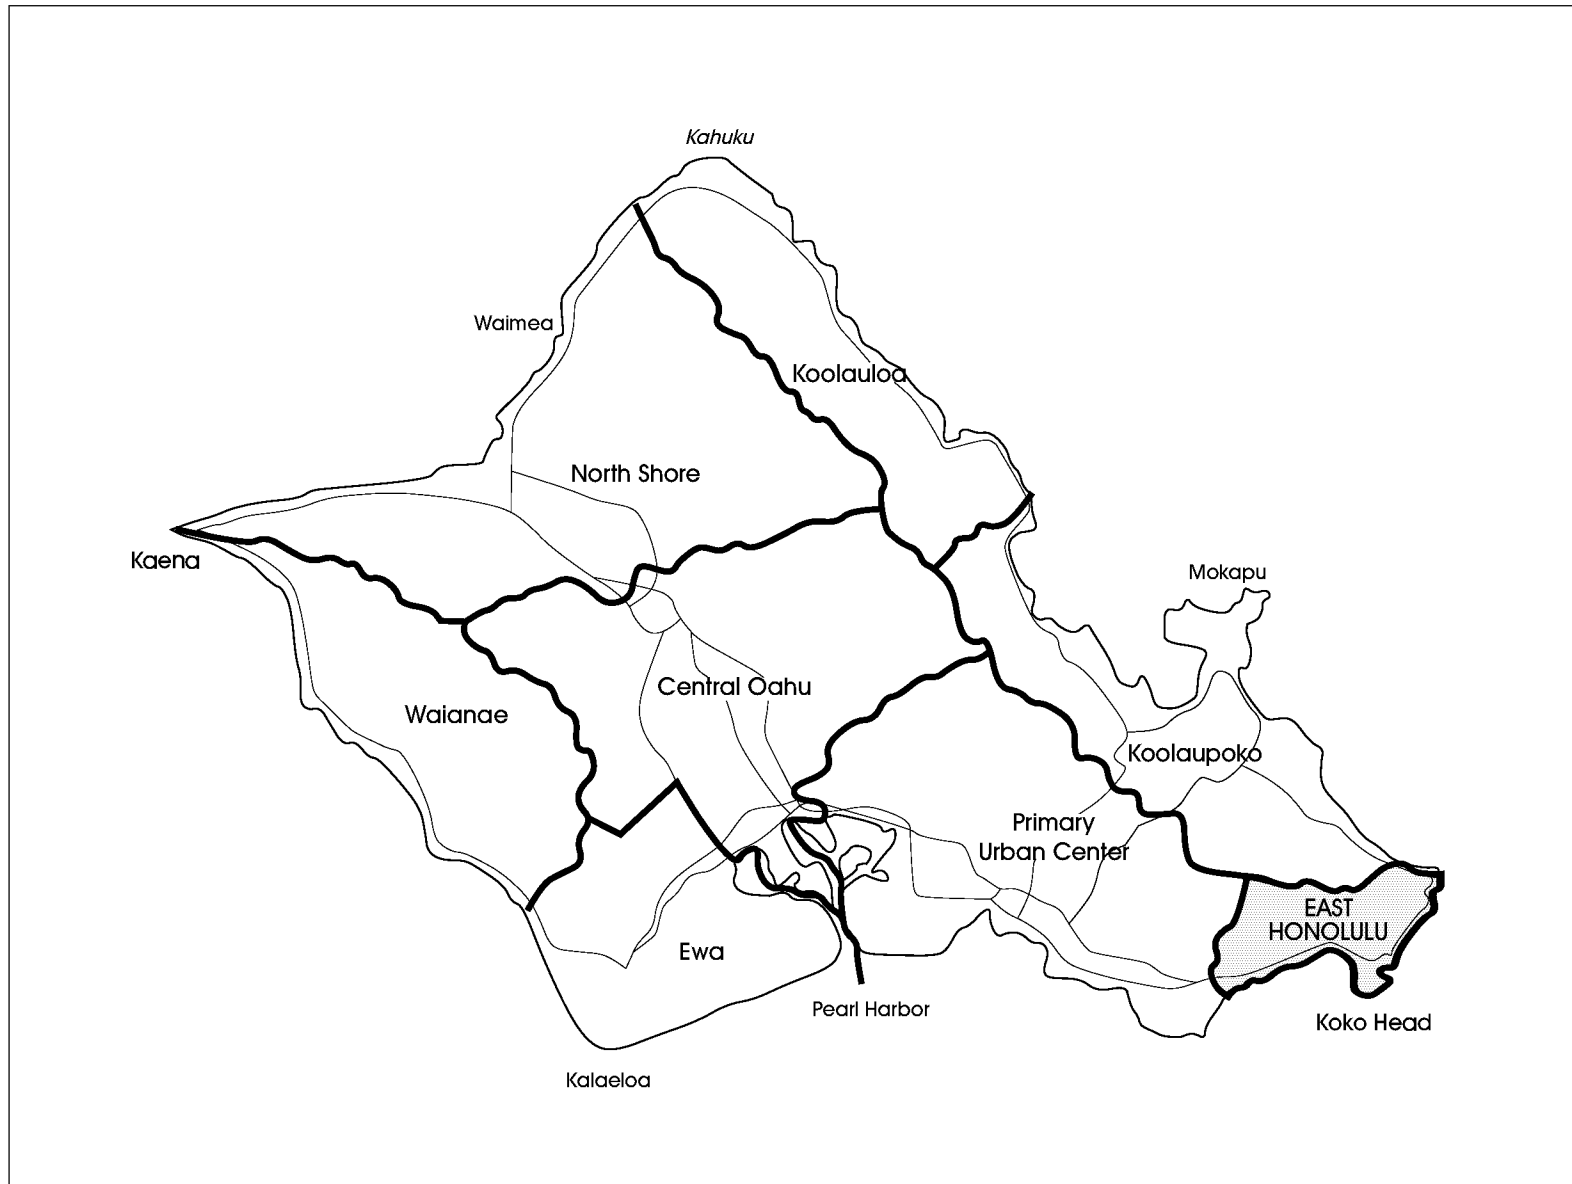 Kahuku
Waimea
Koolauloa
North Shore
Kaena
Mokapu
Central Oahu
Waianae
Koolaupoko
Primary
Urban Center
EAST
HONOLULU
Ewa
Pearl Harbor
Koko Head
Kalaeloa